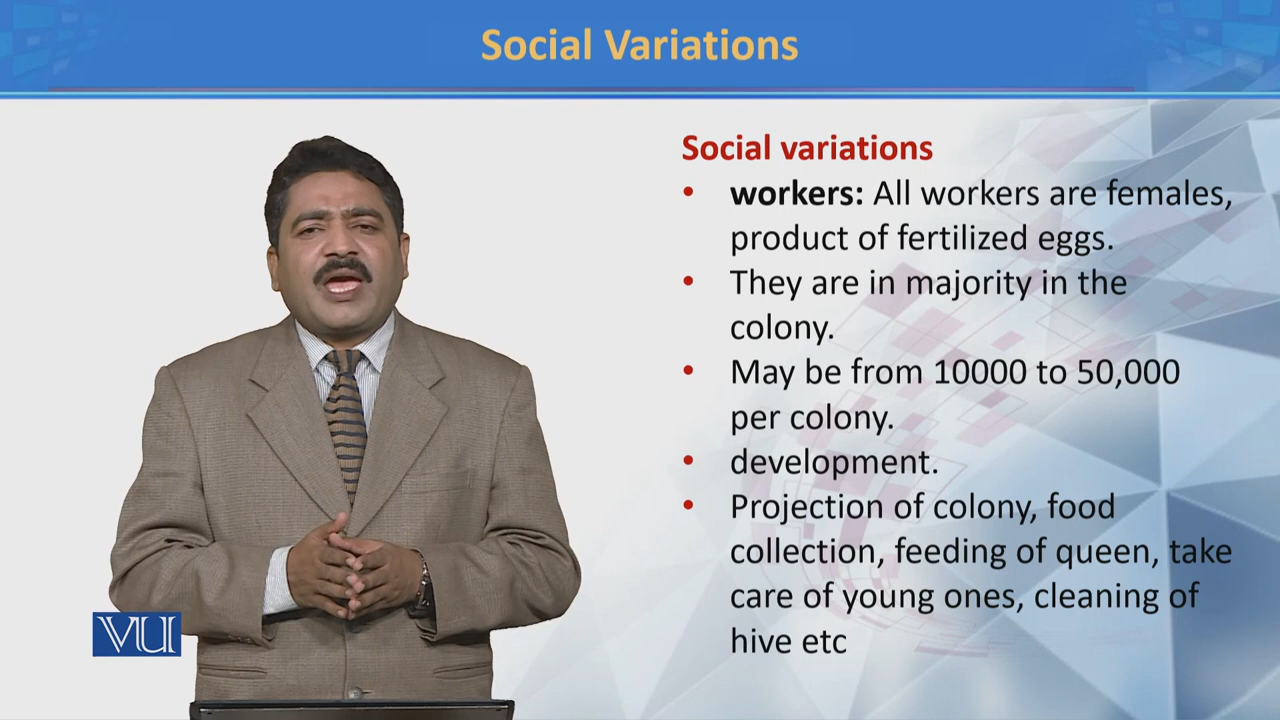 Social Variations
Social variations
• workers: All workers are females,
product of fertilized eggs.
• They are in majority in the
colony.
• May be from 10000 to 50,000
per colony.
• development.
• Projection of colony, food
collection, feeding of queen, take
care of young ones, cleaning of
hive etc
VU